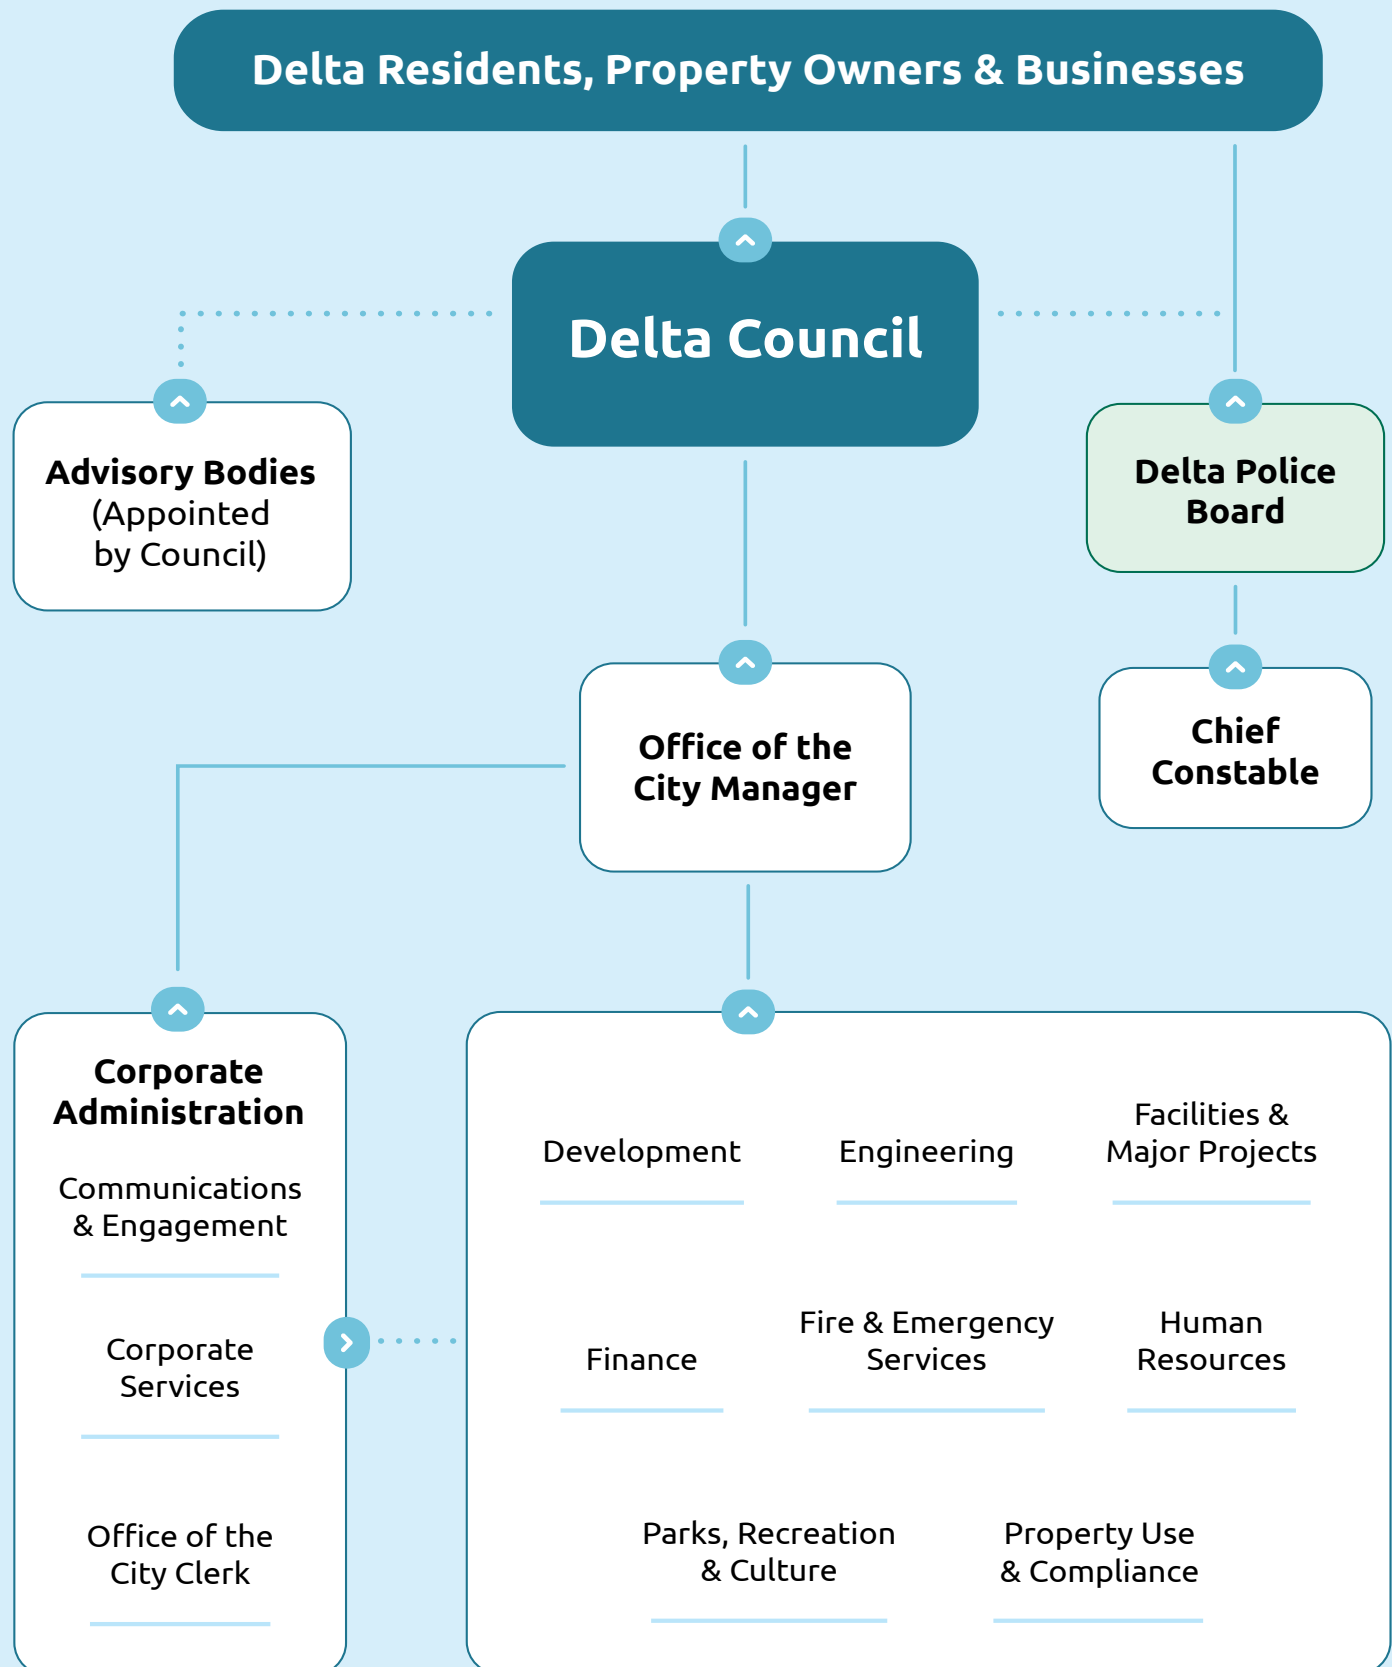 Delta Residents, Property Owners & Businesses
Delta Council
Advisory Bodies
(Appointed
by Council)
Delta Police
Board
Office of the
City Manager
Chief
Constable
Corporate
Administration
Communications
& Engagement
Corporate
Services
Office of the
City Clerk
Development
Engineering
Facilities &
Major Projects
Finance
Fire & Emergency
Services
Human
Resources
Parks, Recreation
& Culture
Property Use
& Compliance